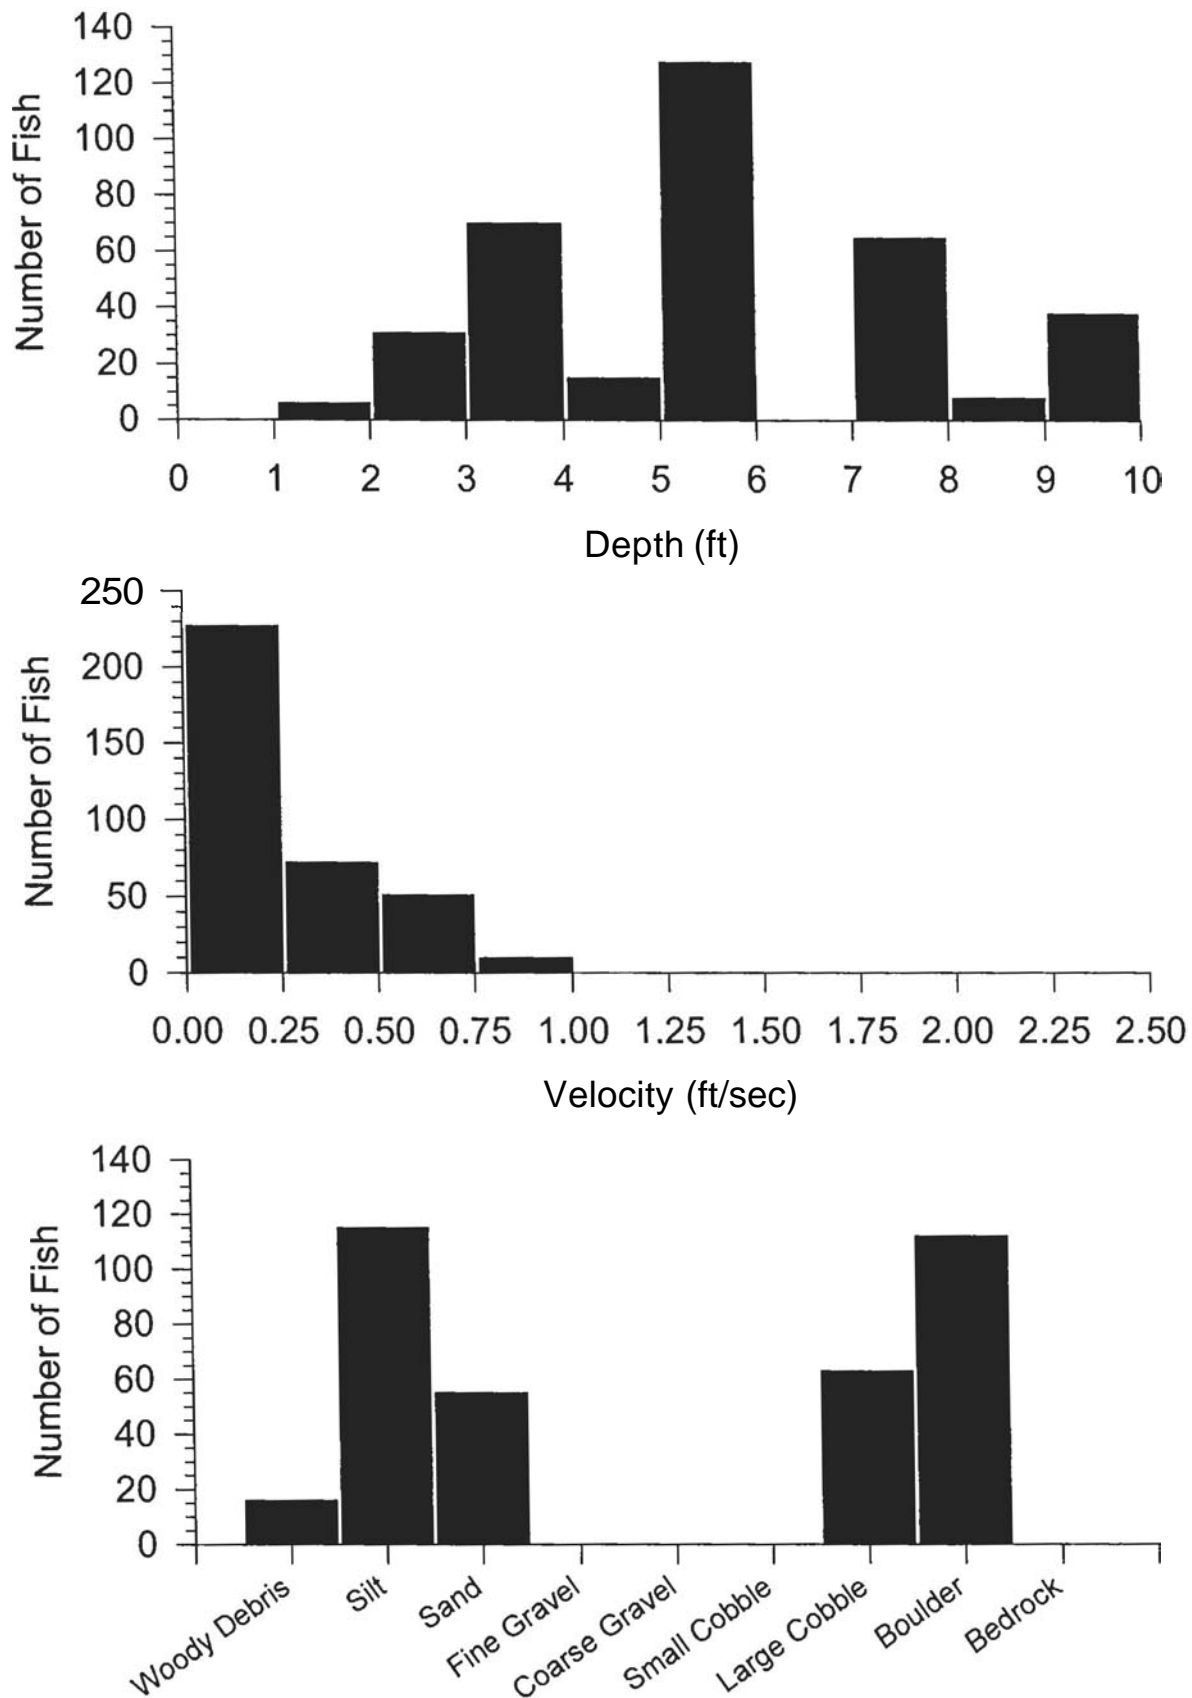 140
120
100
80
60
40
20
0
Number of Fish
0 1 2 3 4 5 6 7 8 9 10
Depth (ft)
250
200
150
100
50
0
Number of Fish
0.00 0.25 0.50 0.75 1.00 1.25 1.50 1.75 2.00 2.25 2.50
Velocity (ft/sec)
140
120
100
80
60
40
20
0
Number of Fish
Woody Debris
Silt
Sand
Fine Gravel
Coarse Gravel
Small Cobble
Large Cobble
Boulder
Bedrock